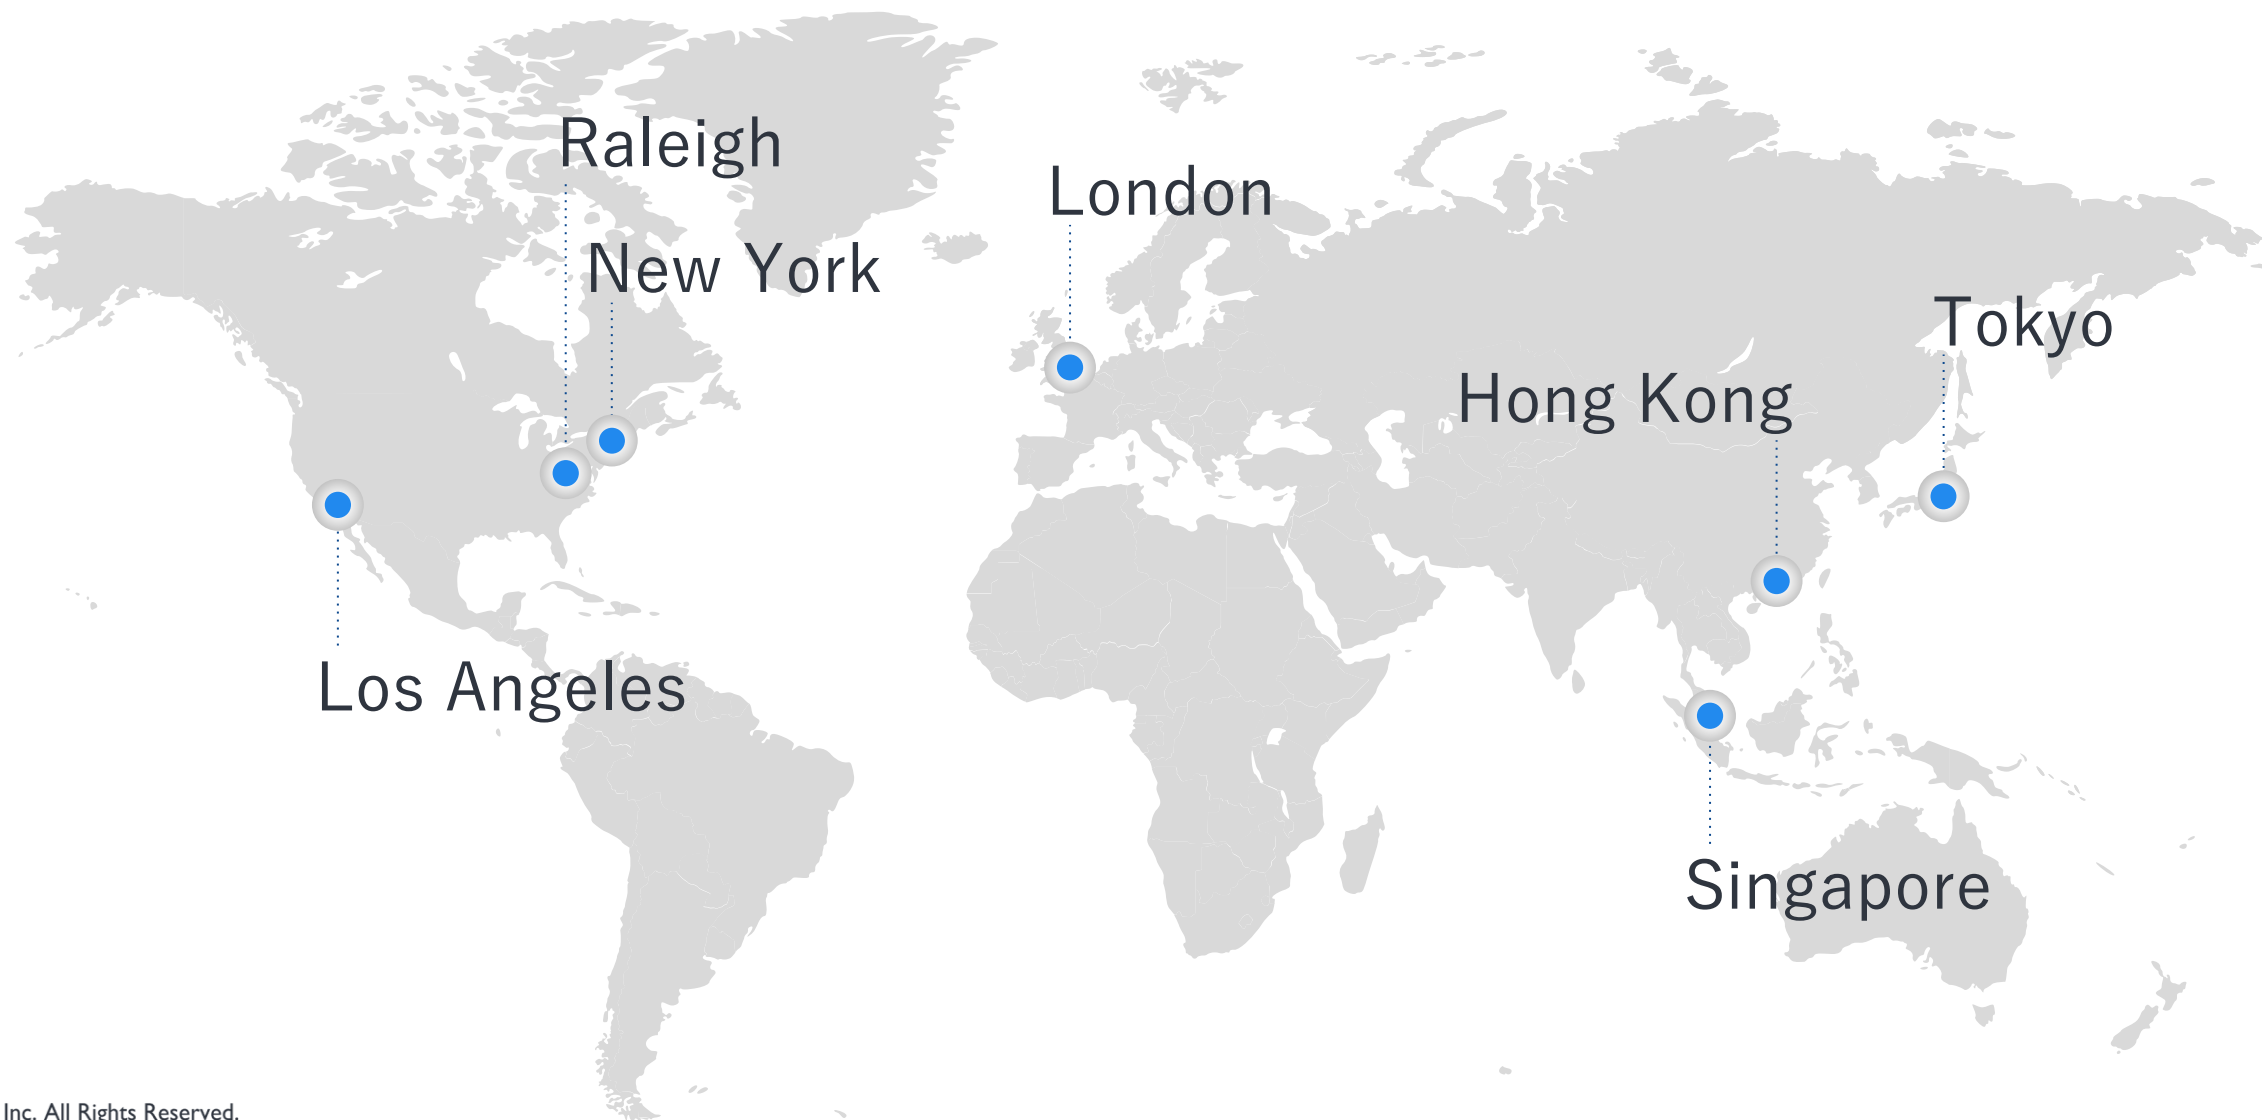 Raleigh
London
New York
Tokyo
Hong Kong
Los Angeles
Singapore
Inc. All Rights Reserved.